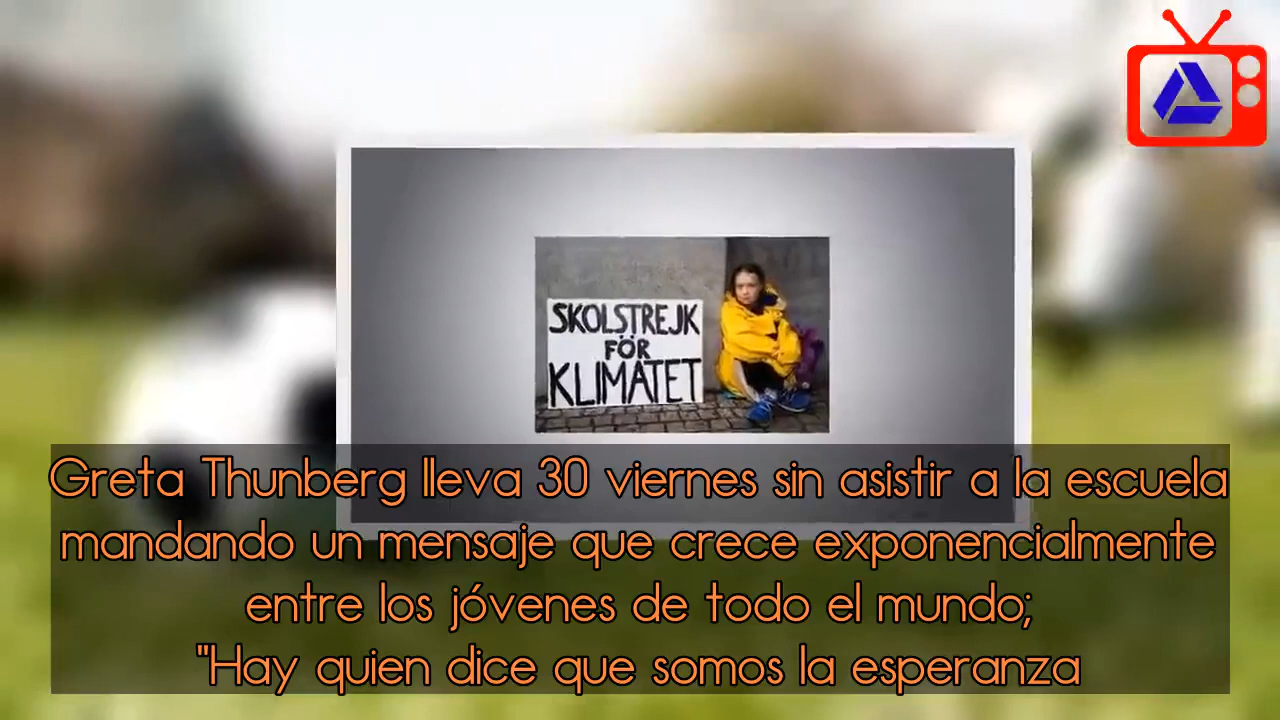 SKOLSTREJK
FÖR
KLIMATET
Greta Thunberg lleva 30 viernes sin asistir a la escuela
mandando un mensaje que crece exponencialmente
entre los jóvenes de todo el mundo;
"Hay quien dice que somos la esperanza